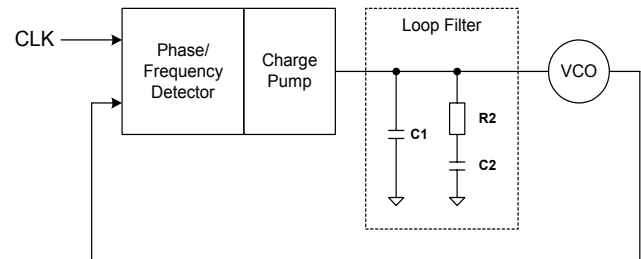 Loop Filter
CLK
Phase/
Frequency
Detector
Charge
Pump
VCO
C1
R2
C2